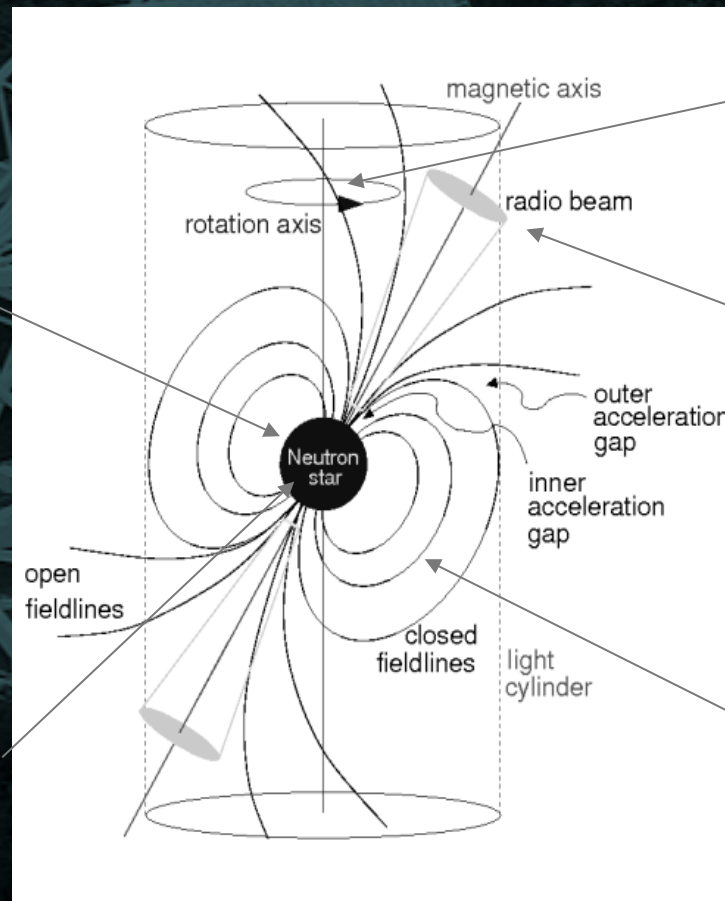 magnetic axis
radio beam
rotation axis
outer
acceleration
gap
Neutron
star
inner
acceleration
gap
open
fieldlines
closed
fieldlines
light
cylinder